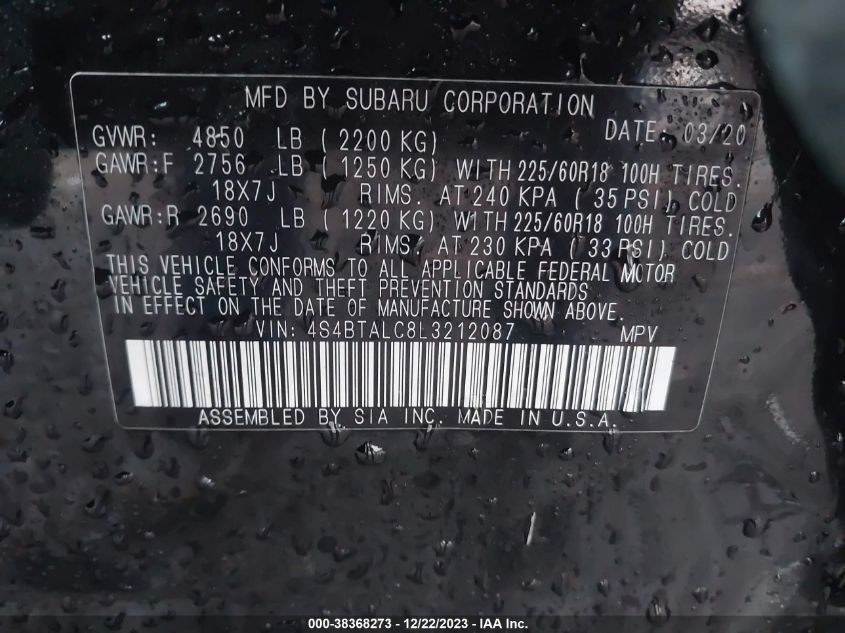 MFD BY SUBARU CORPORATION
GVWR: 4850 LB ( 2200 KG) DATE: 03/20
GAWR:F 2756 LB ( 1250 KG) WITH 225/60R18 100H TIRES.
18X7J RIMS. AT 240 KPA ( 35 PSI) COLD
GAWR:R 2690 LB ( 1220 KG) WITH 225/60R18 100H TIRES.
18X7J RIMS. AT 230 KPA ( 33 PSI) COLD
THIS VEHICLE CONFORMS TO ALL APPLICABLE FEDERAL MOTOR
VEHICLE SAFETY AND THEFT PREVENTION STANDARDS
IN EFFECT ON THE DATE OF MANUFACTURE SHOWN ABOVE.
VIN: 4S4BTALC8L3212087 MPV
ASSEMBLED BY SIA INC. MADE IN U.S.A.
000-38368273 - 12/22/2023 - IAA Inc.